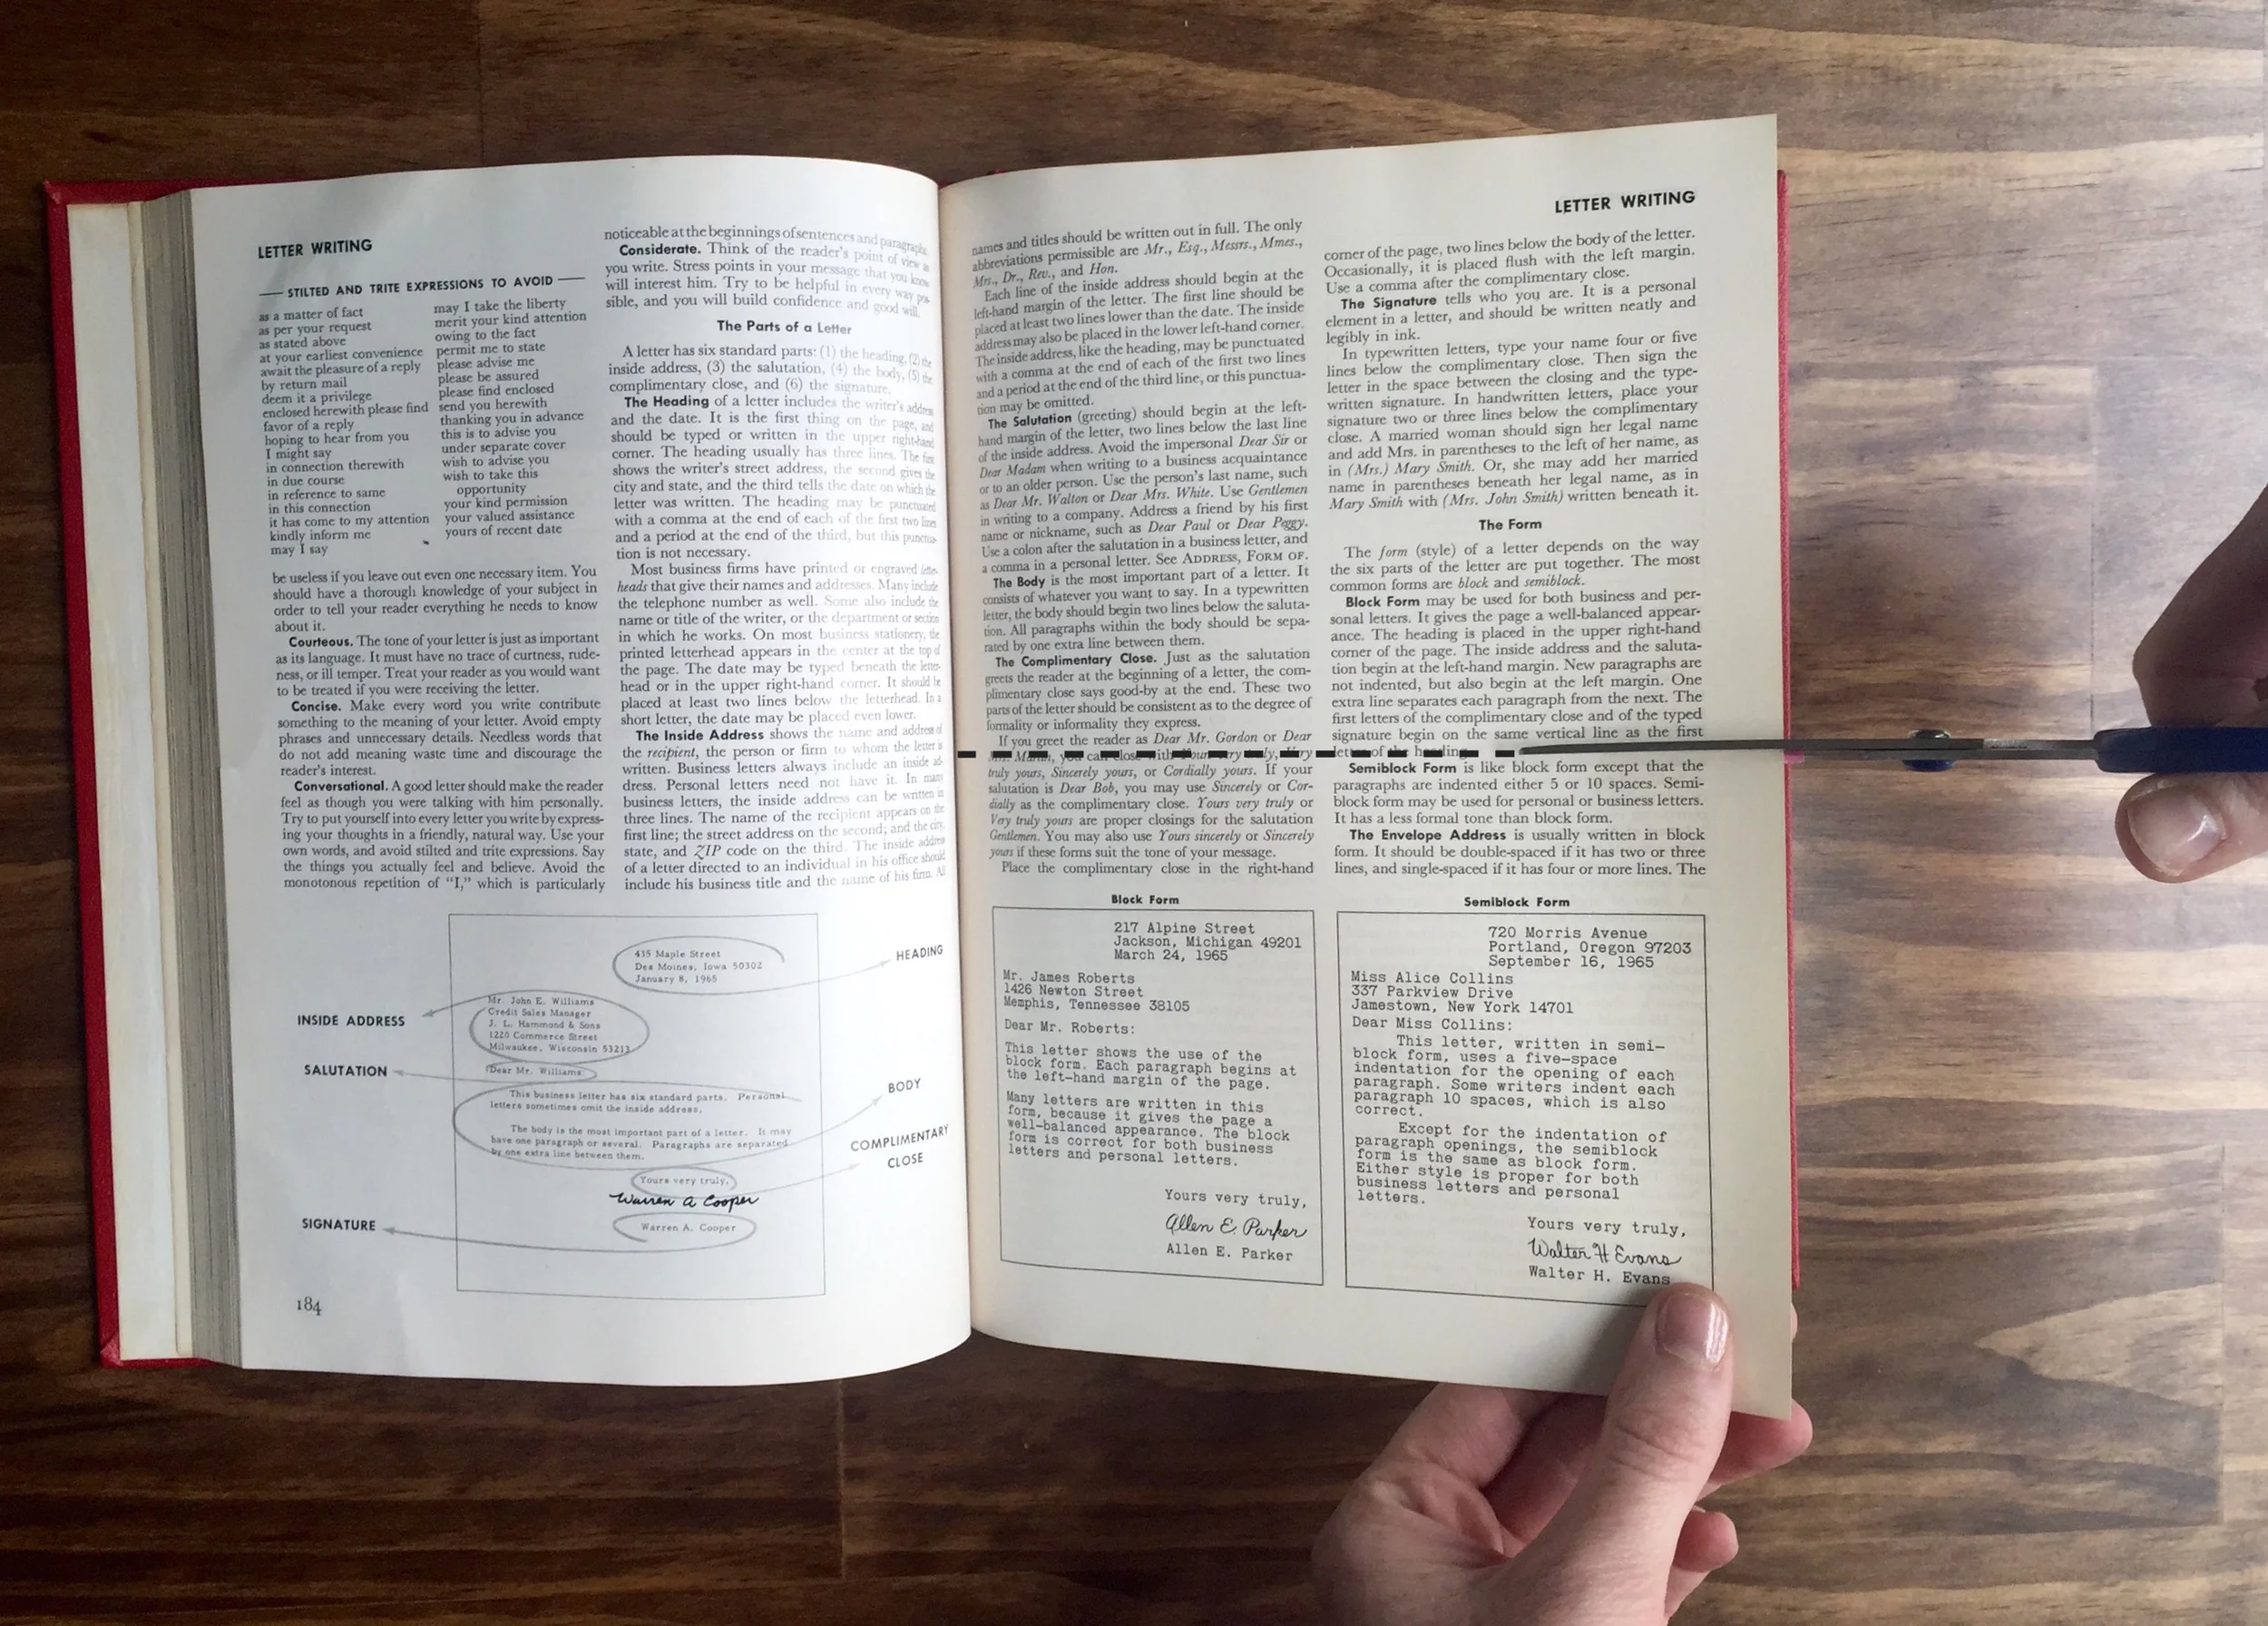 LETTER WRITING
STILTED AND TRITE EXPRESSIONS TO AVOID
as a matter of fact
as per your request
as stated above
at your earliest convenience
await the pleasure of a reply
by return mail
deem it a privilege
enclosed herewith please find
favor of a reply
hoping to hear from you
I might say
in connection therewith
in due course
in reference to same
in this connection
it has come to my attention
kindly inform me
may I say
may I take the liberty
merit your kind attention
owing to the fact
permit me to state
please advise me
please be assured
please find enclosed
send you herewith
thanking you in advance
this is to advise you
under separate cover
wish to advise you
wish to take this
opportunity
your kind permission
your valued assistance
yours of recent date
be useless if you leave out even one necessary item. You
should have a thorough knowledge of your subject in
order to tell your reader everything he needs to know
about it.
Courteous. The tone of your letter is just as important
as its language. It must have no trace of curtness, rude-
ness, or ill temper. Treat your reader as you would want
to be treated if you were receiving the letter.
Concise. Make every word you write contribute
something to the meaning of your letter. Avoid empty
phrases and unnecessary details. Needless words that
do not add meaning waste time and discourage the
reader's interest.
Conversational. A good letter should make the reader
feel as though you were talking with him personally.
Try to put yourself into every letter you write by express-
ing your thoughts in a friendly, natural way. Use your
own words, and avoid stilted and trite expressions. Say
the things you actually feel and believe. Avoid the
monotonous repetition of "I," which is particularly
noticeable at the beginnings of sentences and paragraphs.
Considerate. Think of the reader's point of view as
you write. Stress points in your message that you know
will interest him. Try to be helpful in every way pos-
sible, and you will build confidence and good will.
The Parts of a Letter
A letter has six standard parts: (1) the heading, (2) the
inside address, (3) the salutation, (4) the body, (5) the
complimentary close, and (6) the signature.
The Heading of a letter includes the writer's address
and the date. It is the first thing on the page, and
should be typed or written in the upper right-hand
corner. The heading usually has three lines. The first
shows the writer's street address, the second gives the
city and state, and the third tells the date on which the
letter was written. The heading may be punctuated
with a comma at the end of each of the first two lines
and a period at the end of the third, but this punctua-
tion is not necessary.
Most business firms have printed or engraved letter-
heads that give their names and addresses. Many include
the telephone number as well. Some also include the
name or title of the writer, or the department or section
in which he works. On most business stationery, the
printed letterhead appears in the center at the top of
the page. The date may be typed beneath the letter-
head or in the upper right-hand corner. It should be
placed at least two lines below the letterhead. In a
short letter, the date may be placed even lower.
The Inside Address shows the name and address of
the recipient, the person or firm to whom the letter is
written. Business letters always include an inside ad-
dress. Personal letters need not have it. In many
business letters, the inside address can be written in
three lines. The name of the recipient appears on the
first line; the street address on the second; and the city,
state, and ZIP code on the third. The inside address
of a letter directed to an individual in his office should
include his business title and the name of his firm. All
435 Maple Street
Des Moines, Iowa 50302
January 8, 1965
HEADING
Mr. John E. Williams
Credit Sales Manager
J. L. Hammond & Sons
1220 Commerce Street
Milwaukee, Wisconsin 53213
INSIDE ADDRESS
Dear Mr. Williams:
SALUTATION
This business letter has six standard parts. Personal
letters sometimes omit the inside address.
The body is the most important part of a letter. It may
have one paragraph or several. Paragraphs are separated
by one extra line between them.
BODY
COMPLIMENTARY
CLOSE
Yours very truly,
Warren A Cooper
Warren A. Cooper
SIGNATURE
184
LETTER WRITING
names and titles should be written out in full. The only
abbreviations permissible are Mr., Esq., Messrs., Mmes.,
Mrs., Dr., Rev., and Hon.
Each line of the inside address should begin at the
left-hand margin of the letter. The first line should be
placed at least two lines lower than the date. The inside
address may also be placed in the lower left-hand corner.
The inside address, like the heading, may be punctuated
with a comma at the end of each of the first two lines
and a period at the end of the third line, or this punctua-
tion may be omitted.
The Salutation (greeting) should begin at the left-
hand margin of the letter, two lines below the last line
of the inside address. Avoid the impersonal Dear Sir or
Dear Madam when writing to a business acquaintance
or to an older person. Use the person's last name, such
as Dear Mr. Walton or Dear Mrs. White. Use Gentlemen
in writing to a company. Address a friend by his first
name or nickname, such as Dear Paul or Dear Peggy.
Use a colon after the salutation in a business letter, and
a comma in a personal letter. See ADDRESS, FORM OF.
The Body is the most important part of a letter. It
consists of whatever you want to say. In a typewritten
letter, the body should begin two lines below the saluta-
tion. All paragraphs within the body should be sepa-
rated by one extra line between them.
The Complimentary Close. Just as the salutation
greets the reader at the beginning of a letter, the com-
plimentary close says good-by at the end. These two
parts of the letter should be consistent as to the degree of
formality or informality they express.
If you greet the reader as Dear Mr. Gordon or Dear
you can close with Yours very truly, Very
truly yours, Sincerely yours, or Cordially yours. If your
salutation is Dear Bob, you may use Sincerely or Cor-
dially as the complimentary close. Yours very truly or
Very truly yours are proper closings for the salutation
Gentlemen. You may also use Yours sincerely or Sincerely
yours if these forms suit the tone of your message.
Place the complimentary close in the right-hand
corner of the page, two lines below the body of the letter.
Occasionally, it is placed flush with the left margin.
Use a comma after the complimentary close.
The Signature tells who you are. It is a personal
element in a letter, and should be written neatly and
legibly in ink.
In typewritten letters, type your name four or five
lines below the complimentary close. Then sign the
letter in the space between the closing and the type-
written signature. In handwritten letters, place your
signature two or three lines below the complimentary
close. A married woman should sign her legal name
and add Mrs. in parentheses to the left of her name, as
in (Mrs.) Mary Smith. Or, she may add her married
name in parentheses beneath her legal name, as in
Mary Smith with (Mrs. John Smith) written beneath it.
The Form
The form (style) of a letter depends on the way
the six parts of the letter are put together. The most
common forms are block and semiblock.
Block Form may be used for both business and per-
sonal letters. It gives the page a well-balanced appear-
ance. The heading is placed in the upper right-hand
corner of the page. The inside address and the saluta-
tion begin at the left-hand margin. New paragraphs are
not indented, but also begin at the left margin. One
extra line separates each paragraph from the next. The
first letters of the complimentary close and of the typed
signature begin on the same vertical line as the first
letter of the heading.
Semiblock Form is like block form except that the
paragraphs are indented either 5 or 10 spaces. Semi-
block form may be used for personal or business letters.
It has a less formal tone than block form.
The Envelope Address is usually written in block
form. It should be double-spaced if it has two or three
lines, and single-spaced if it has four or more lines. The
Block Form
217 Alpine Street
Jackson, Michigan 49201
March 24, 1965
Mr. James Roberts
1426 Newton Street
Memphis, Tennessee 38105
Dear Mr. Roberts:
This letter shows the use of the
block form. Each paragraph begins at
the left-hand margin of the page.
Many letters are written in this
form, because it gives the page a
well-balanced appearance. The block
form is correct for both business
letters and personal letters.
Yours very truly,
Allen E. Parker
Allen E. Parker
Semiblock Form
720 Morris Avenue
Portland, Oregon 97203
September 16, 1965
Miss Alice Collins
337 Parkview Drive
Jamestown, New York 14701
Dear Miss Collins:
This letter, written in semi-
block form, uses a five-space
indentation for the opening of each
paragraph. Some writers indent each
paragraph 10 spaces, which is also
correct.
Except for the indentation of
paragraph openings, the semiblock
form is the same as block form.
Either style is proper for both
business letters and personal
letters.
Yours very truly,
Walter H Evans
Walter H. Evans